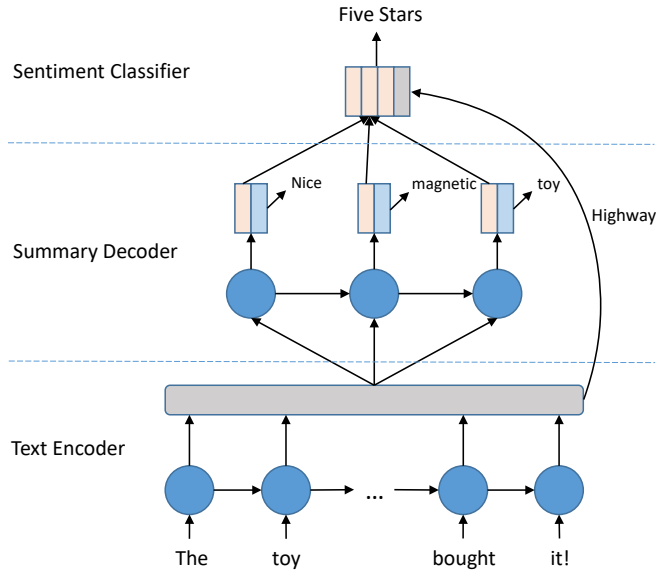 Five Stars
Sentiment Classifier
Nice
magnetic
toy
Highway
Summary Decoder
Text Encoder
...
The toy bought it!